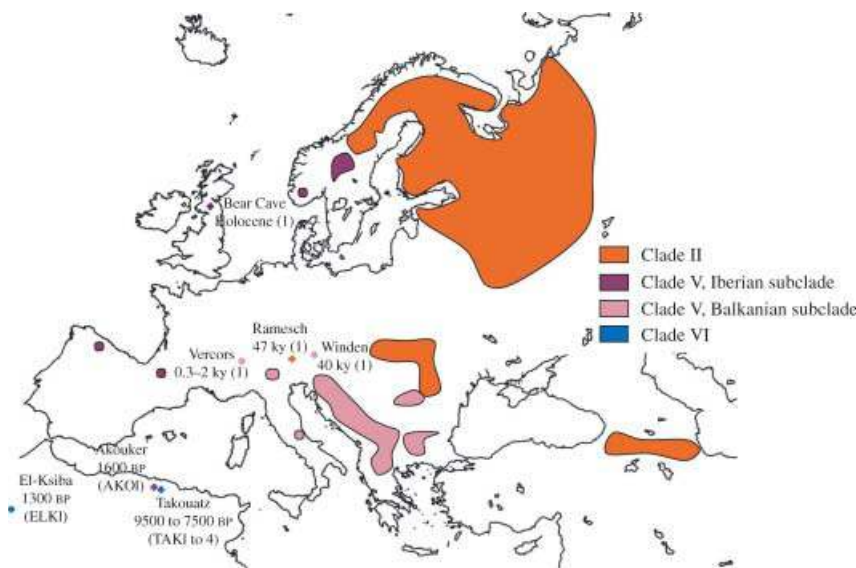 Bear Cave
Holocene (1)
Clade II
Clade V, Iberian subclade
Clade V, Balkanian subclade
Clade VI
Ramesch
47 ky (1)
Vercors
0.3–2 ky (1)
Winden
40 ky (1)
Akouker
1600 BP
(AKOI)
El-Ksiba
1300 BP
(ELKI)
Takouatz
9500 to 7500 BP
(TAKI to 4)